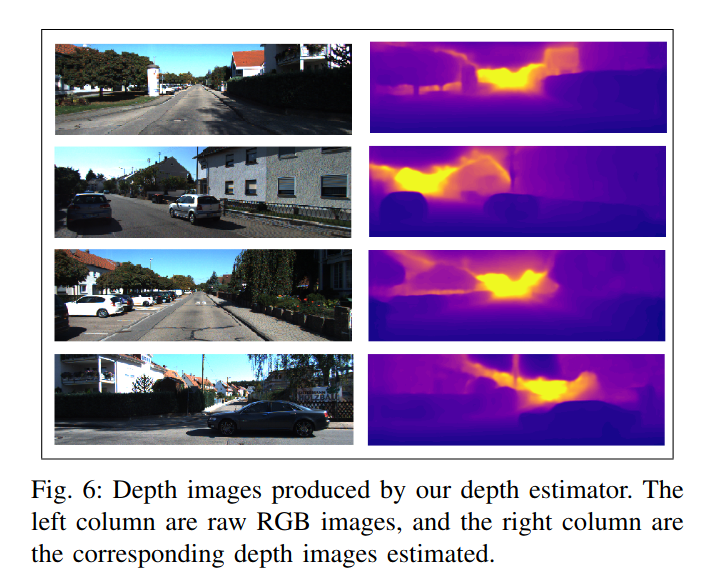 Fig. 6: Depth images produced by our depth estimator. The
left column are raw RGB images, and the right column are
the corresponding depth images estimated.